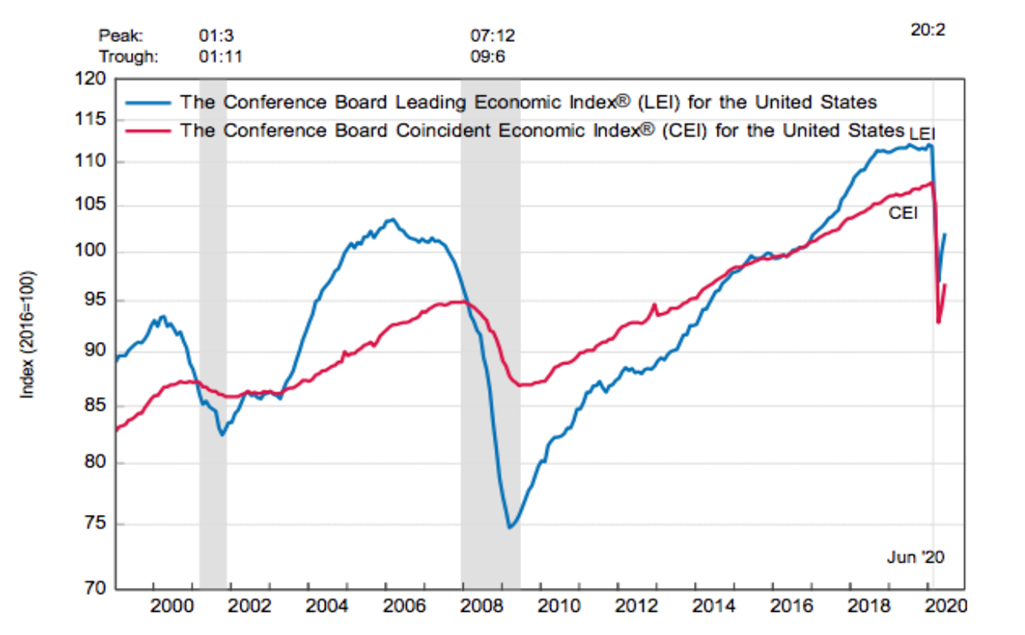 Peak: 01:3 07:12 20:2
Trough: 01:11 09:6
120
The Conference Board Leading Economic Index® (LEI) for the United States
115
The Conference Board Coincident Economic Index® (CEI) for the United States LEI
110
105
CEI
100
95
Index (2016=100)
90
85
80
75
Jun '20
70
2000 2002 2004 2006 2008 2010 2012 2014 2016 2018 2020